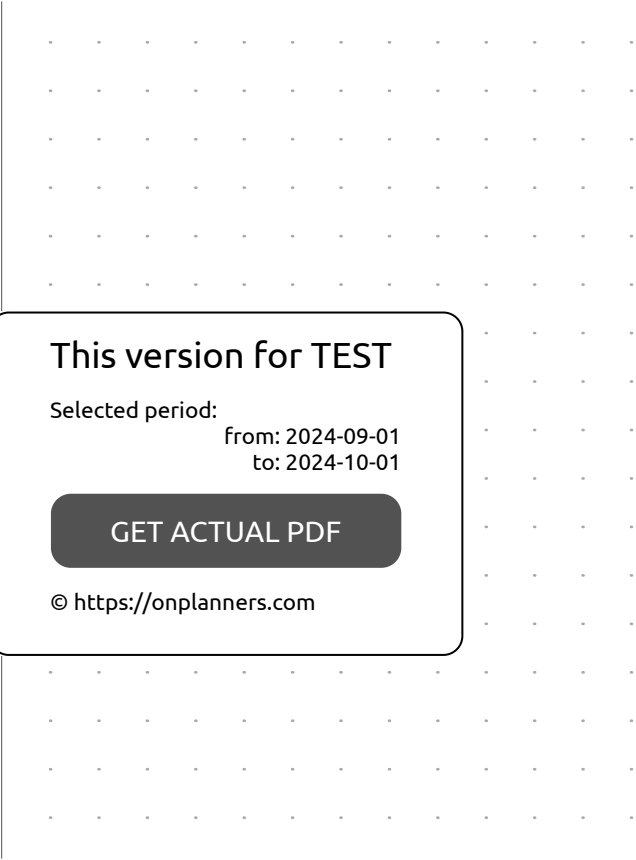 This version for TEST
Selected period:
from: 2024-09-01
to: 2024-10-01
GET ACTUAL PDF
© https://onplanners.com